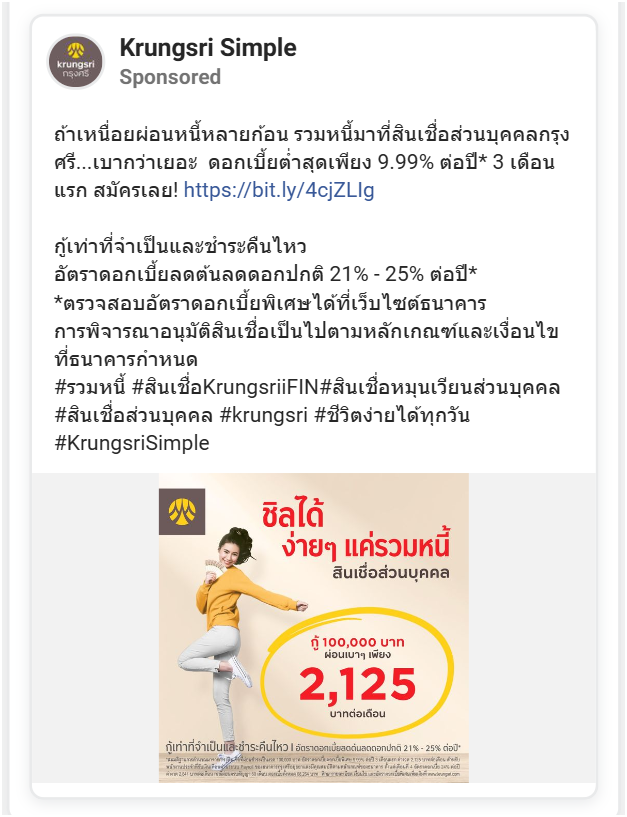 Krungsri Simple
Sponsored
krungsri
กรุงศรี
ถ้าเหนื่อยผ่อนหนี้หลายก้อน รวมหนี้มาที่สินเชื่อส่วนบุคคลกรุง
ศรี...เบากว่าเยอะ ดอกเบี้ยต่ำสุดเพียง 9.99% ต่อปี* 3 เดือน
แรก สมัครเลย! https://bit.ly/4cjZLIg
กู้เท่าที่จำเป็นและชำระคืนไหว
อัตราดอกเบี้ยลดต้นลดดอกปกติ 21% - 25% ต่อปี*
*ตรวจสอบอัตราดอกเบี้ยพิเศษได้ที่เว็บไซต์ธนาคาร
การพิจารณาอนุมัติสินเชื่อเป็นไปตามหลักเกณฑ์และเงื่อนไข
ที่ธนาคารกำหนด
#รวมหนี้ #สินเชื่อKrungsriiFIN#สินเชื่อหมุนเวียนส่วนบุคคล
#สินเชื่อส่วนบุคคล #krungsri #ชีวิตง่ายได้ทุกวัน
#KrungsriSimple
ชิลได้
ง่ายๆ แค่รวมหนี้
สินเชื่อส่วนบุคคล
กู้ 100,000 บาท
ผ่อนเบาๆ เพียง
2,125
บาทต่อเดือน
กู้เท่าที่จำเป็นและชำระคืนไหว | อัตราดอกเบี้ยลดต้นลดดอกปกติ 21% - 25% ต่อปี*